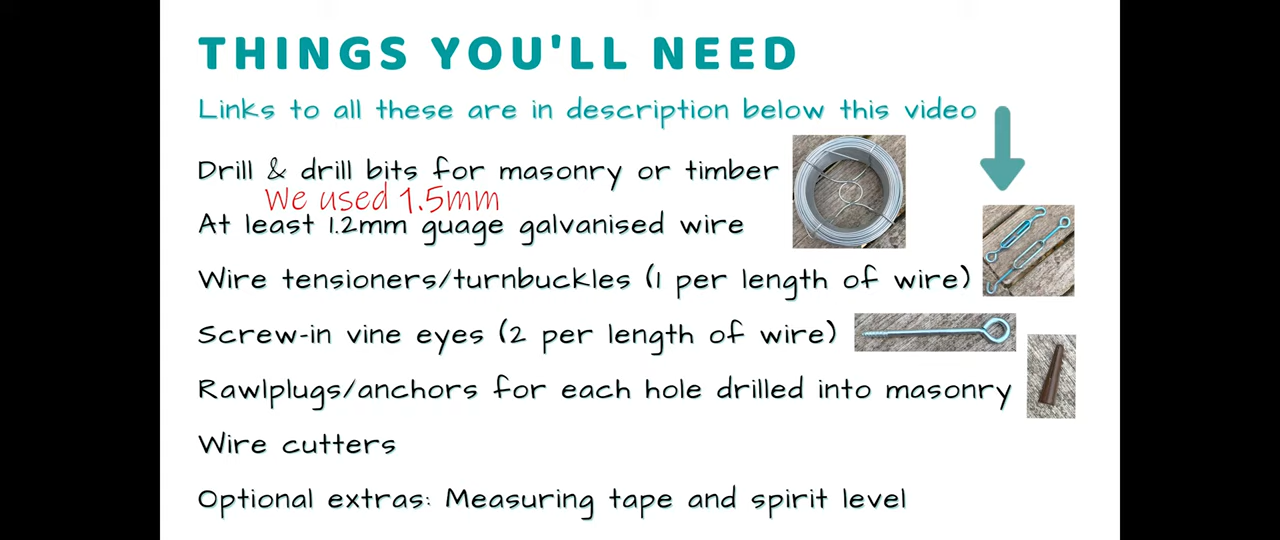 THINGS YOU'LL NEED
Links to all these are in description below this video
Drill & drill bits for masonry or timber
We used 1.5mm
At least 1.2mm guage galvanised wire
Wire tensioners/turnbuckles (1 per length of wire)
Screw-in vine eyes (2 per length of wire)
Rawlplugs/anchors for each hole drilled into masonry
Wire cutters
Optional extras: Measuring tape and spirit level